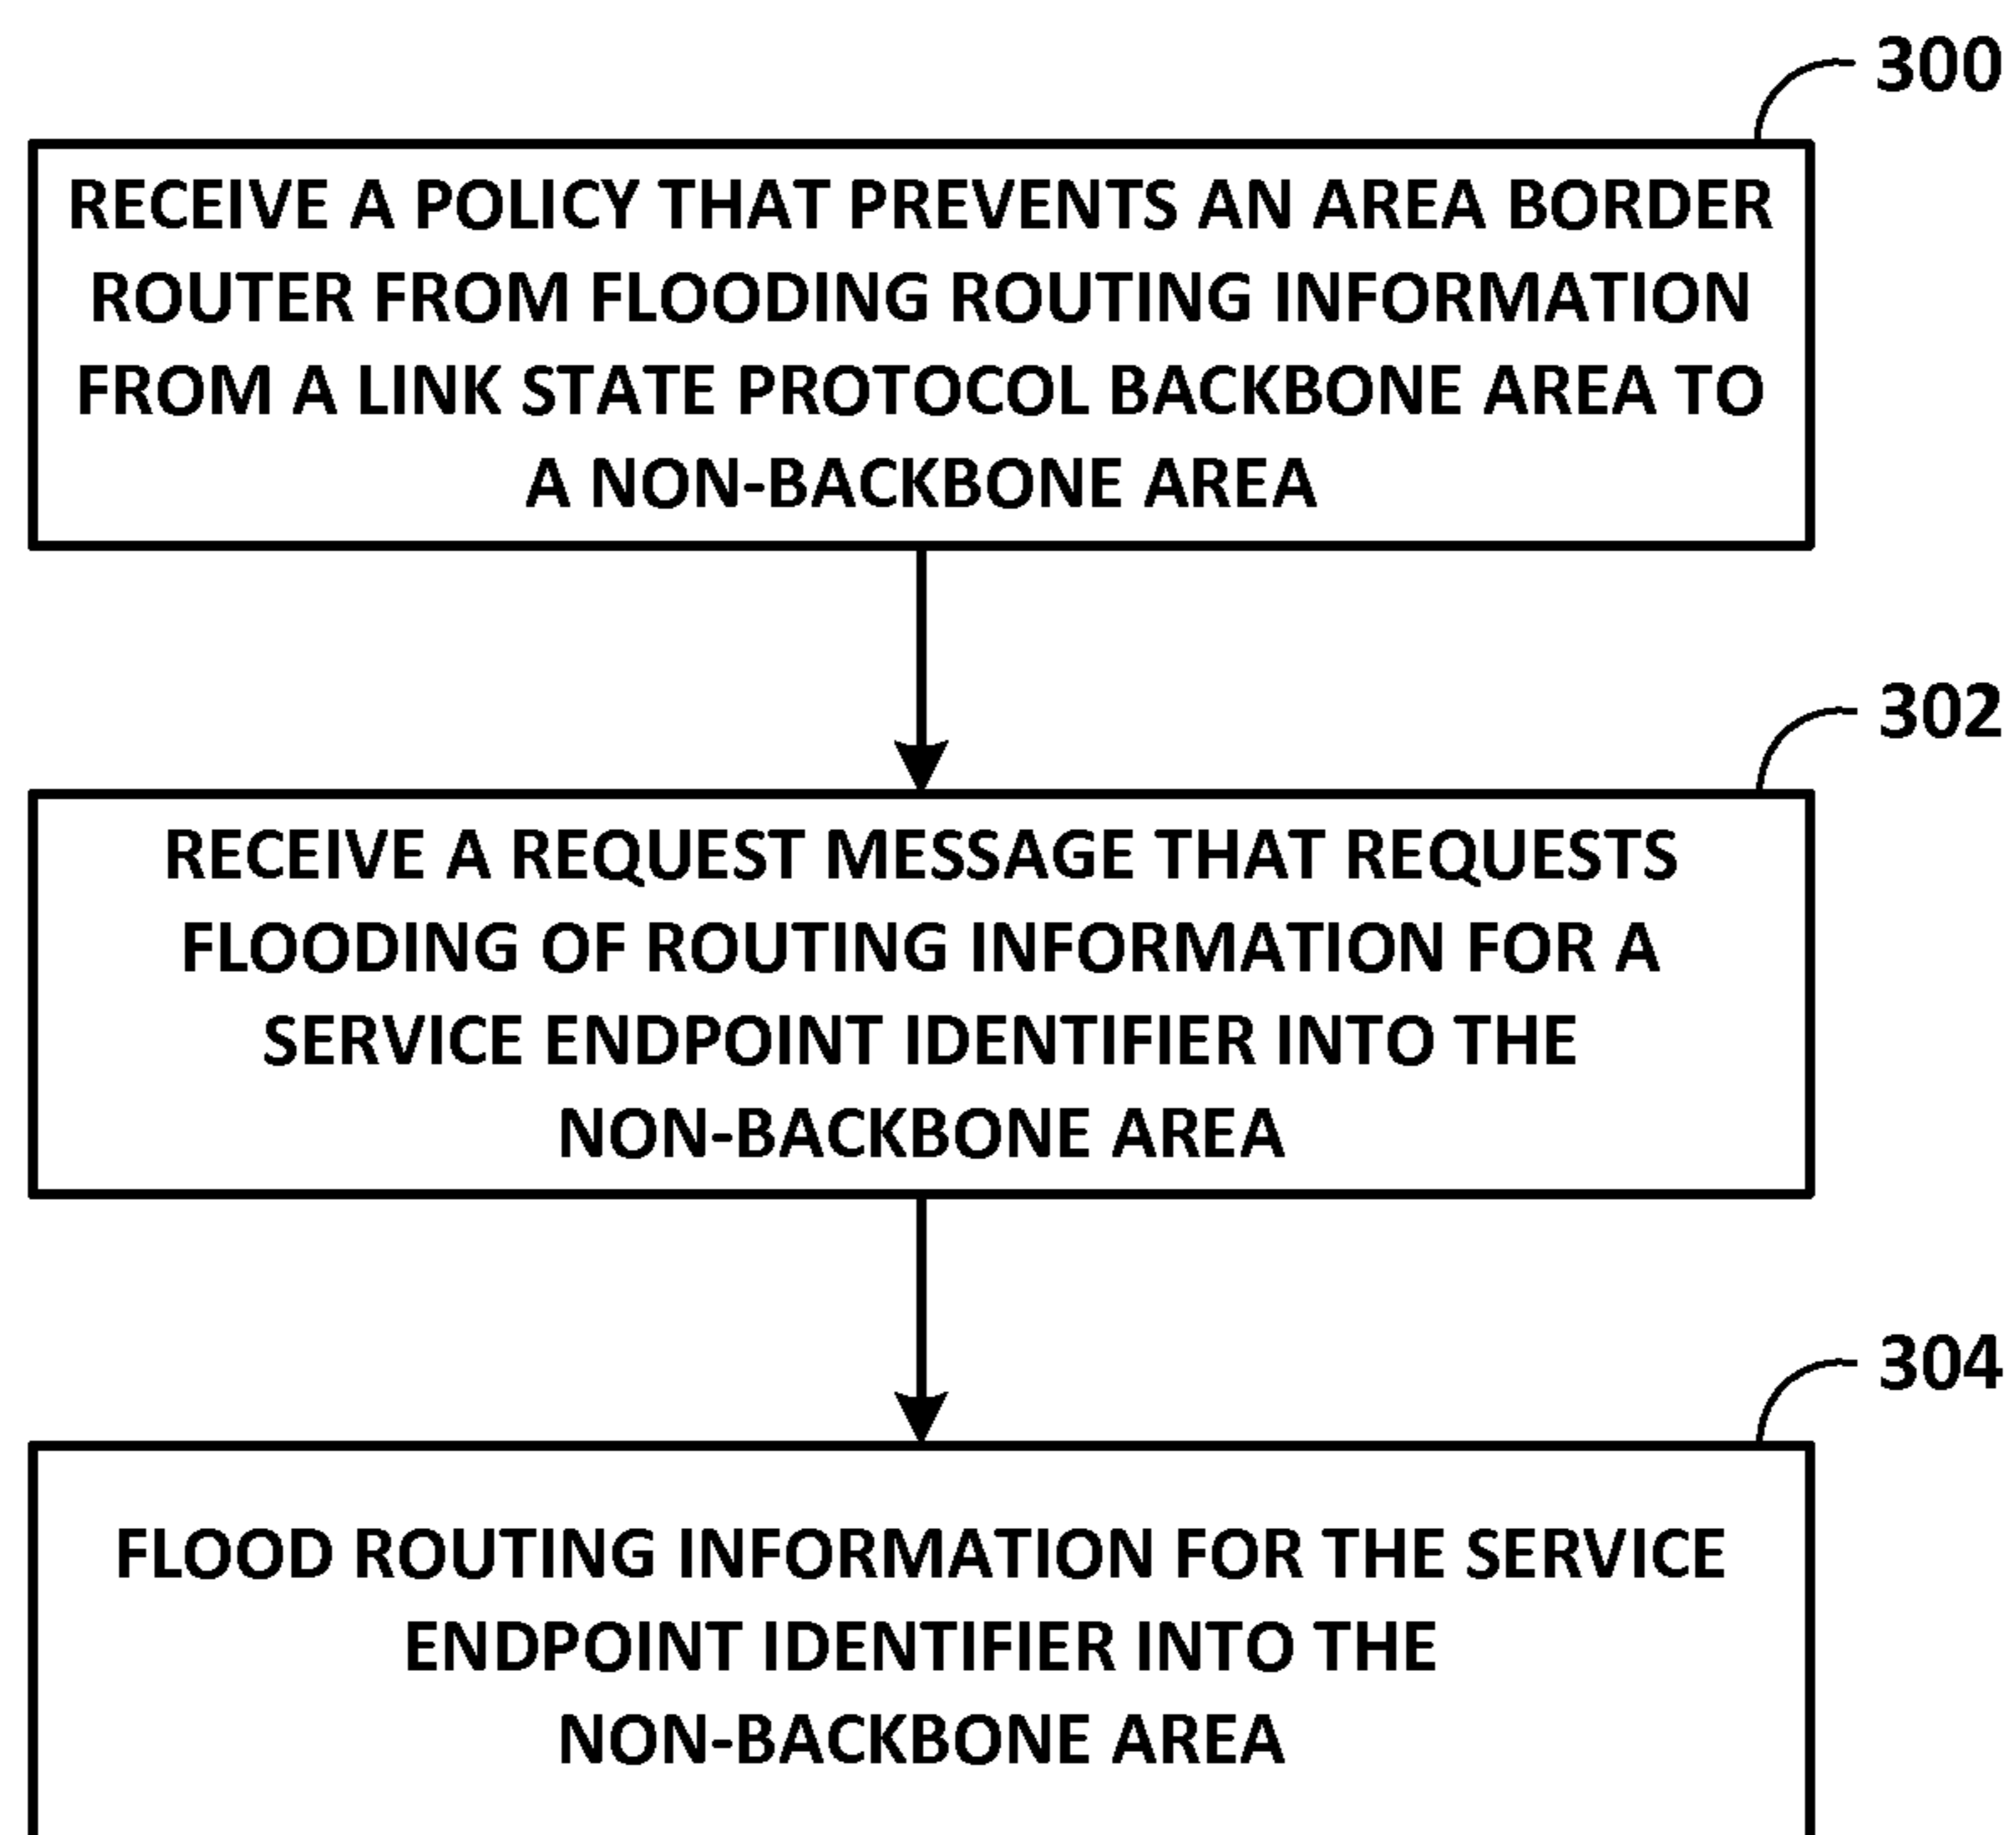 300
RECEIVE A POLICY THAT PREVENTS AN AREA BORDER
ROUTER FROM FLOODING ROUTING INFORMATION
FROM A LINK STATE PROTOCOL BACKBONE AREA TO
A NON-BACKBONE AREA
302
RECEIVE A REQUEST MESSAGE THAT REQUESTS
FLOODING OF ROUTING INFORMATION FOR A
SERVICE ENDPOINT IDENTIFIER INTO THE
NON-BACKBONE AREA
304
FLOOD ROUTING INFORMATION FOR THE SERVICE
ENDPOINT IDENTIFIER INTO THE
NON-BACKBONE AREA